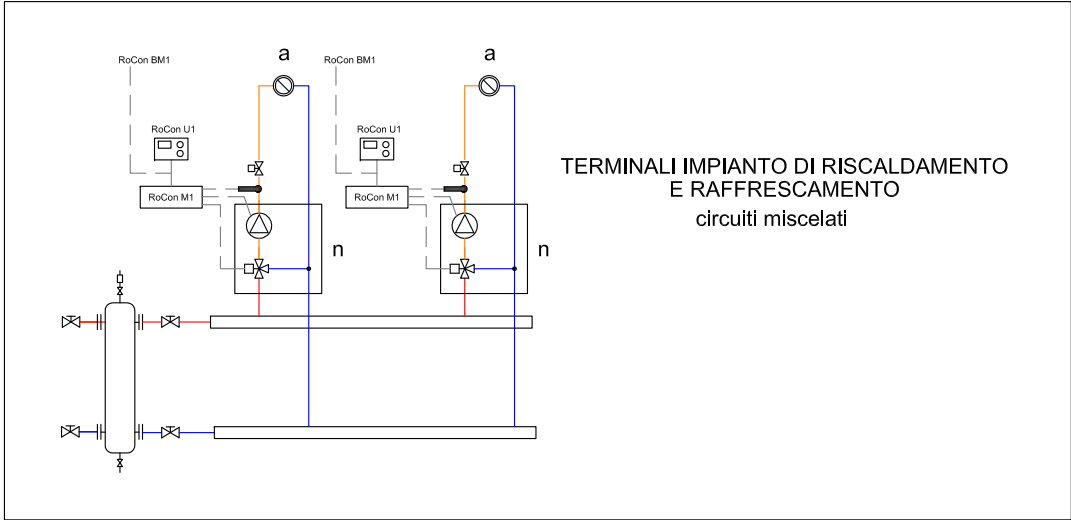 a
a
RoCon BM1
RoCon BM1
RoCon U1
RoCon U1
TERMINALI IMPIANTO DI RISCALDAMENTO
E RAFFRESCAMENTO
circuiti miscelati
RoCon M1
RoCon M1
n
n